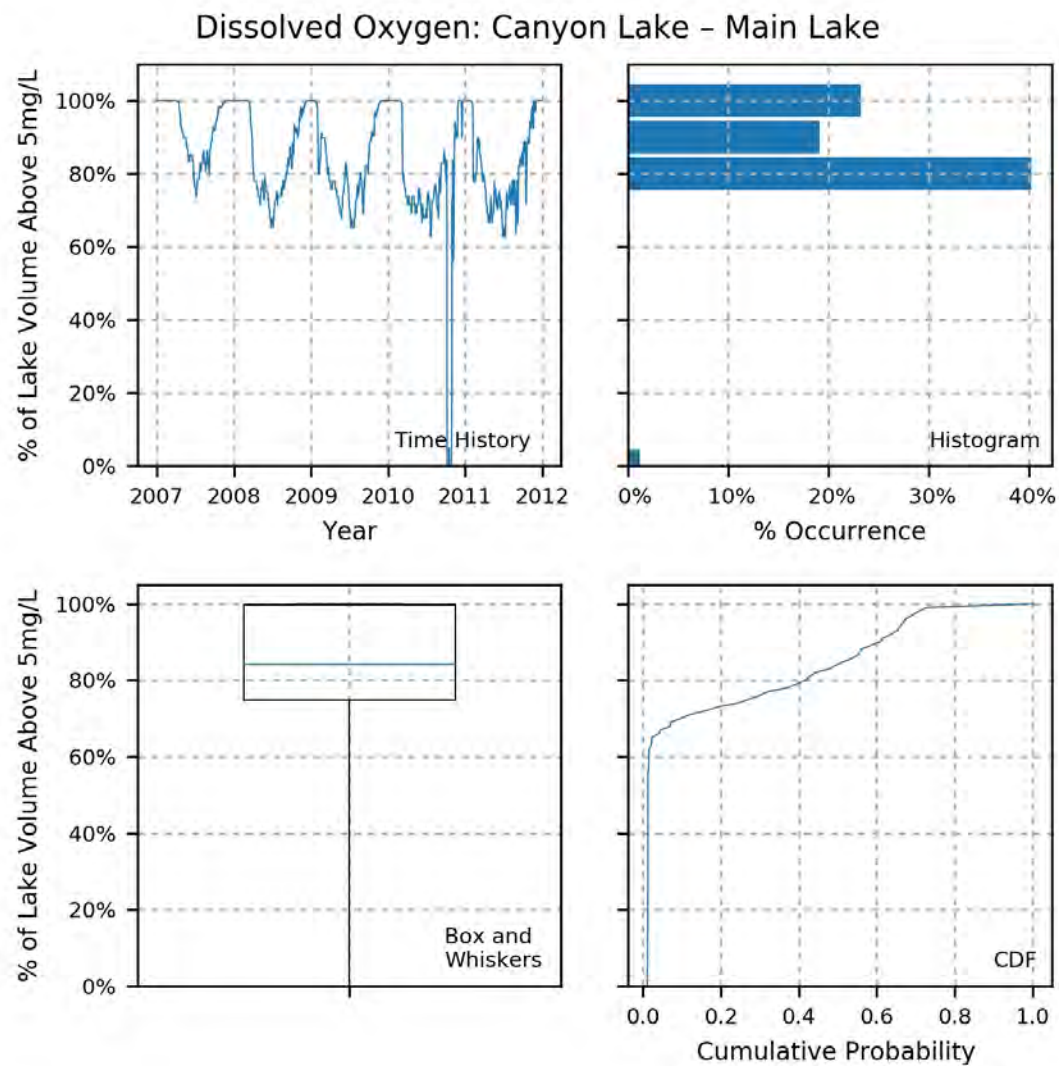 Dissolved Oxygen: Canyon Lake – Main Lake
% of Lake Volume Above 5mg/L
100%
80%
60%
40%
20%
0%
Time History
2007 2008 2009 2010 2011 2012
Year
Histogram
0% 10% 20% 30% 40%
% Occurrence
% of Lake Volume Above 5mg/L
100%
80%
60%
40%
20%
0%
Box and
Whiskers
CDF
0.0 0.2 0.4 0.6 0.8 1.0
Cumulative Probability